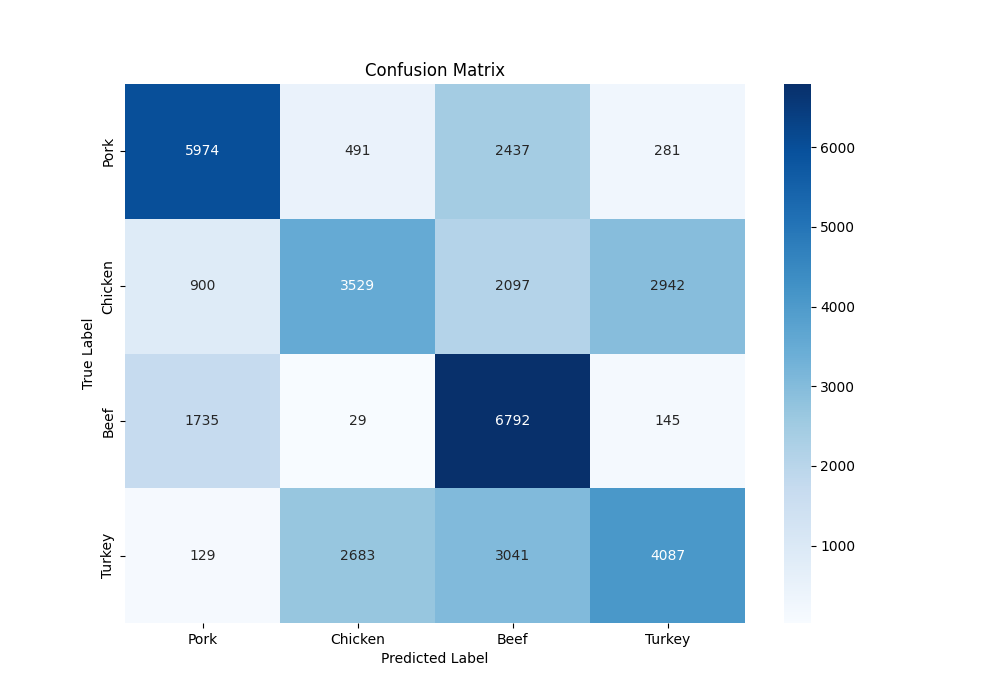 Confusion Matrix
True Label
Pork
5974 491 2437 281
Chicken
900 3529 2097 2942
Beef
1735 29 6792 145
Turkey
129 2683 3041 4087
Pork Chicken Beef Turkey
Predicted Label
6000
5000
4000
3000
2000
1000